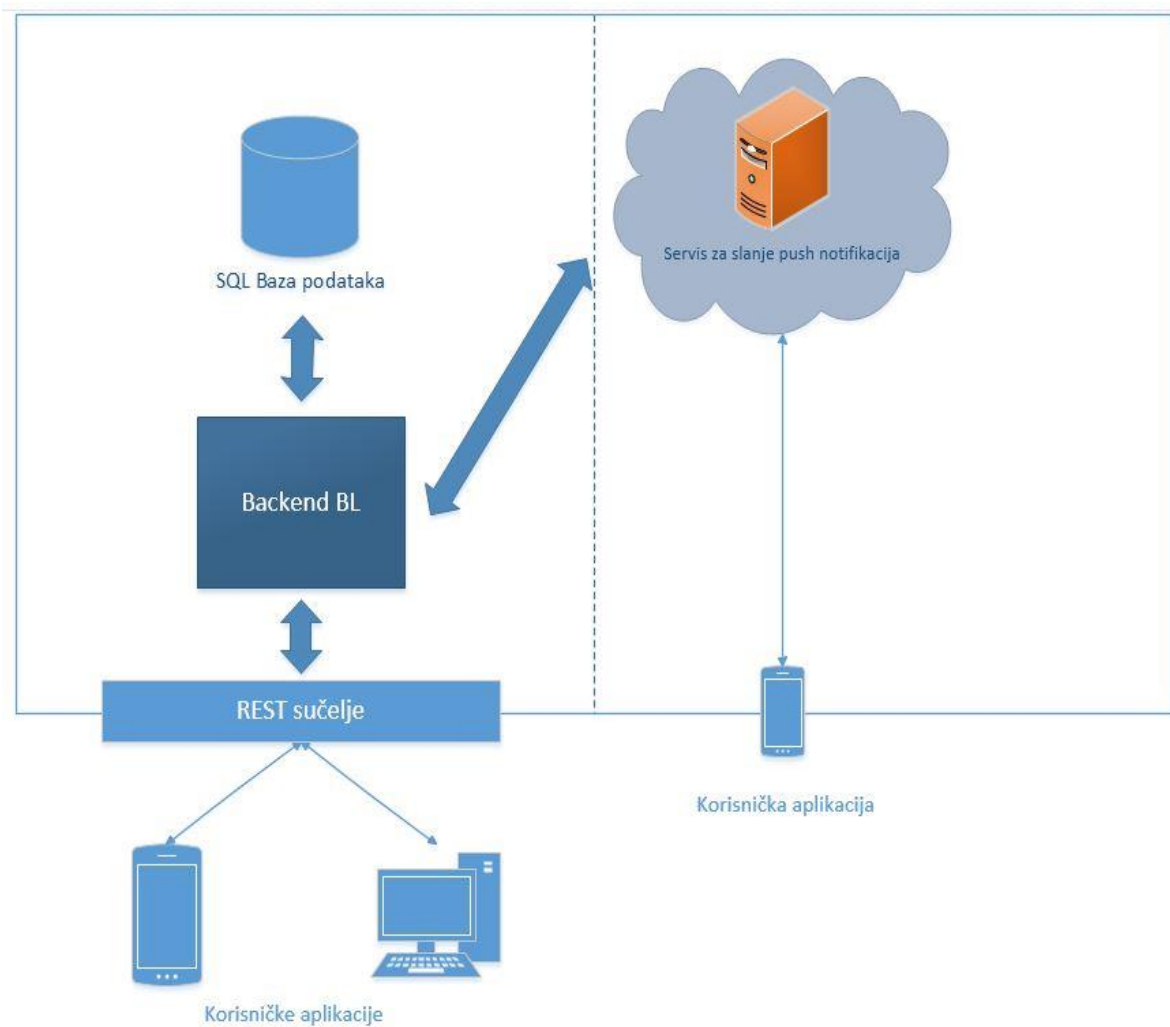 Servis za slanje push notifikacija
SQL Baza podataka
Backend BL
REST sučelje
Korisnička aplikacija
Korisničke aplikacije